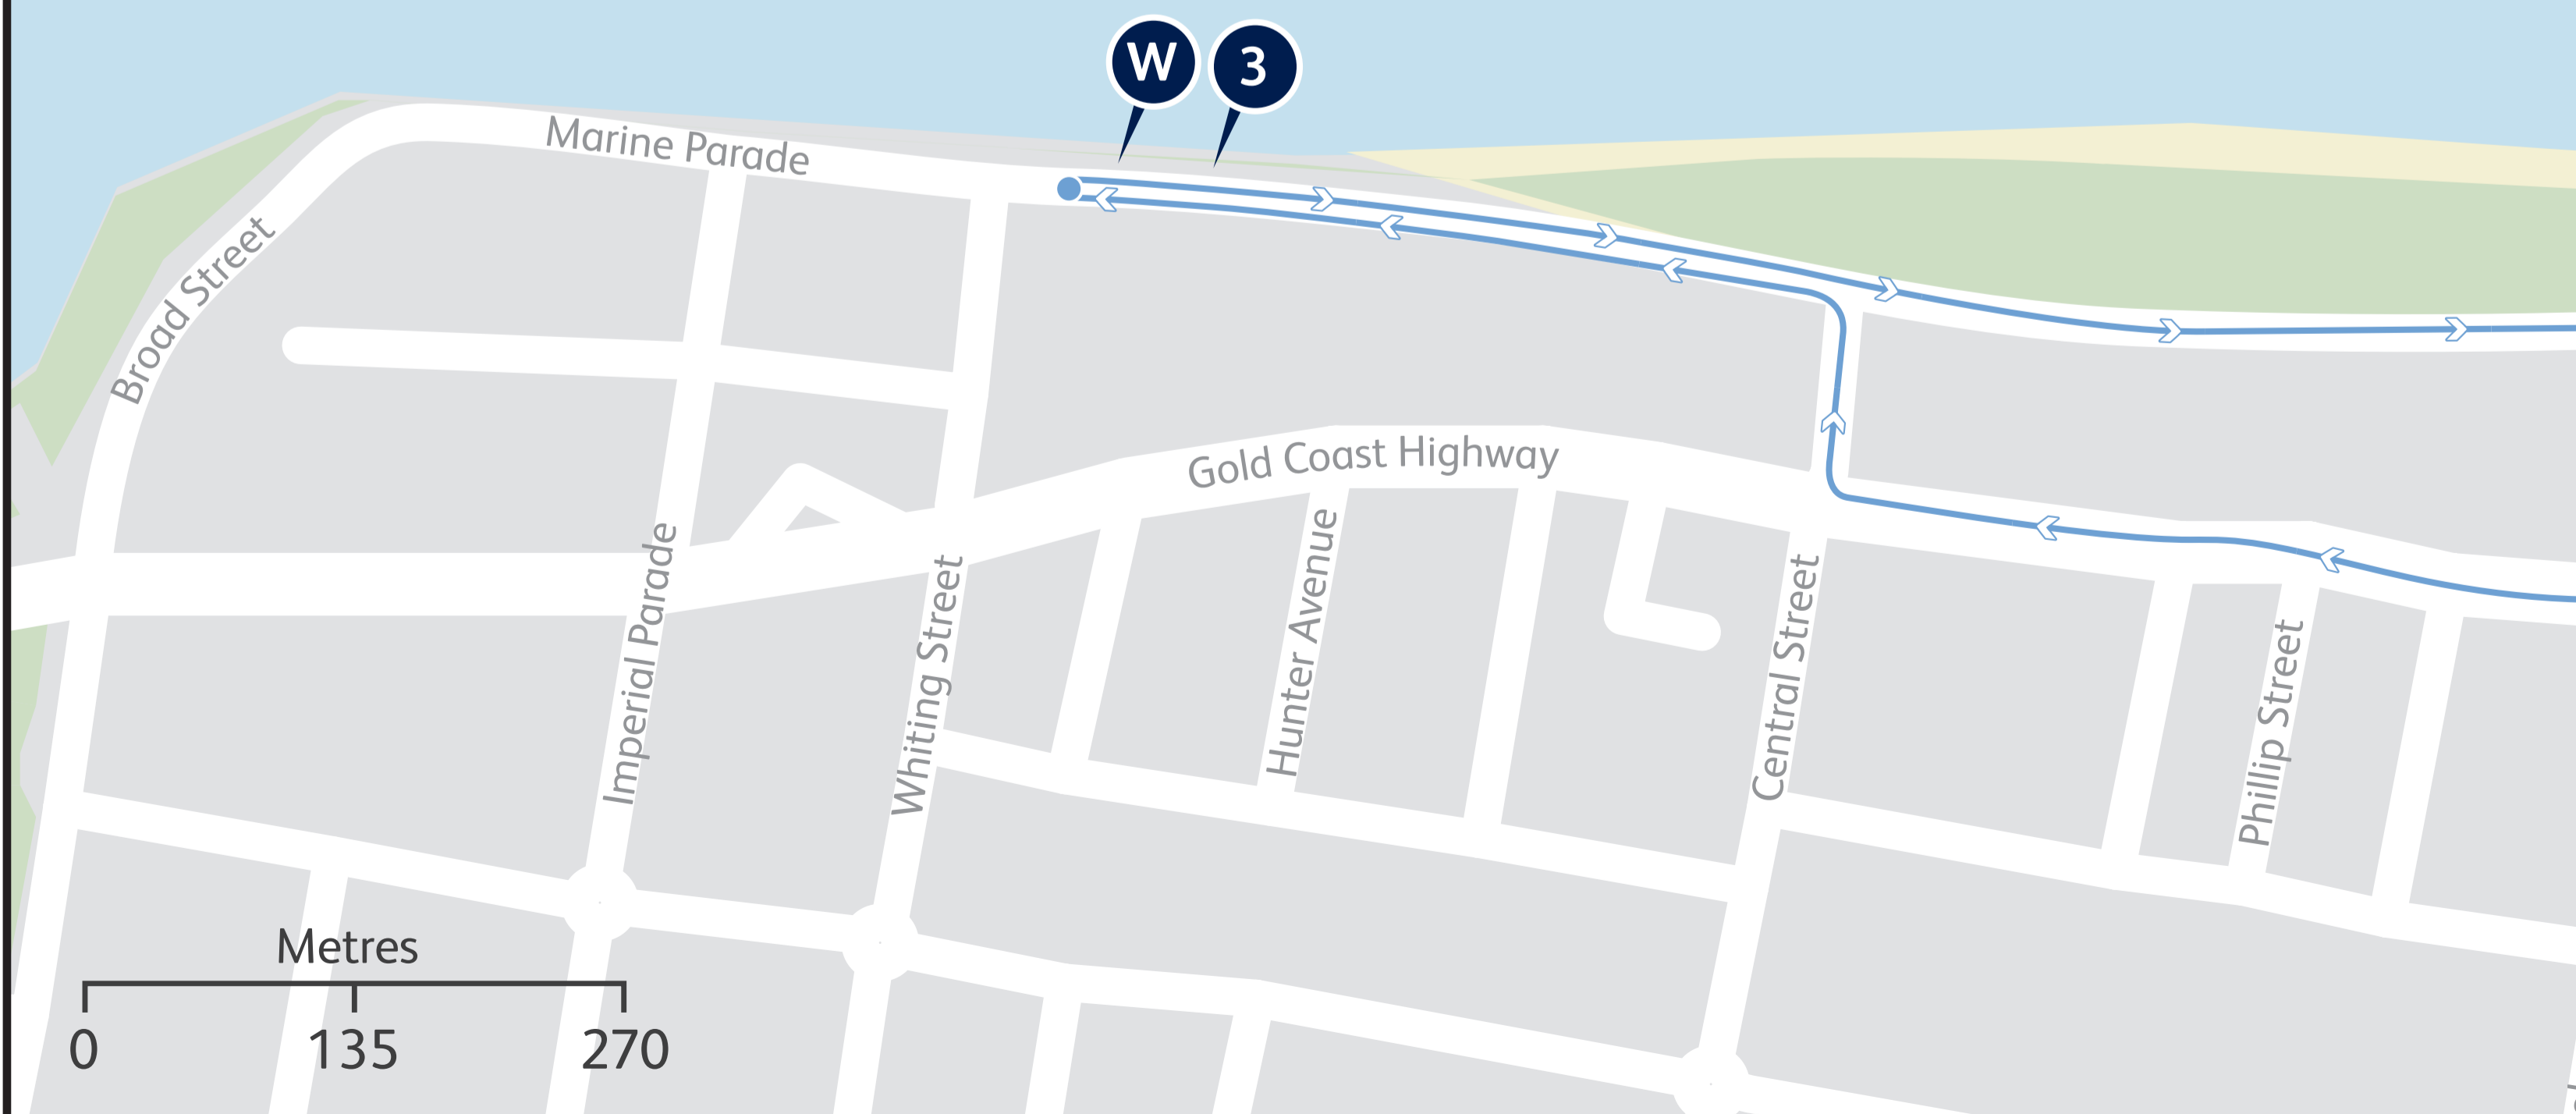 W
3
Marine Parade
Broad Street
Gold Coast Highway
Imperial Parade
Whiting Street
Hunter Avenue
Central Street
Phillip Street
Metres
0 135 270